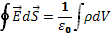 ∮E⃗dS⃗ = 1/ε₀ ∫ρdV